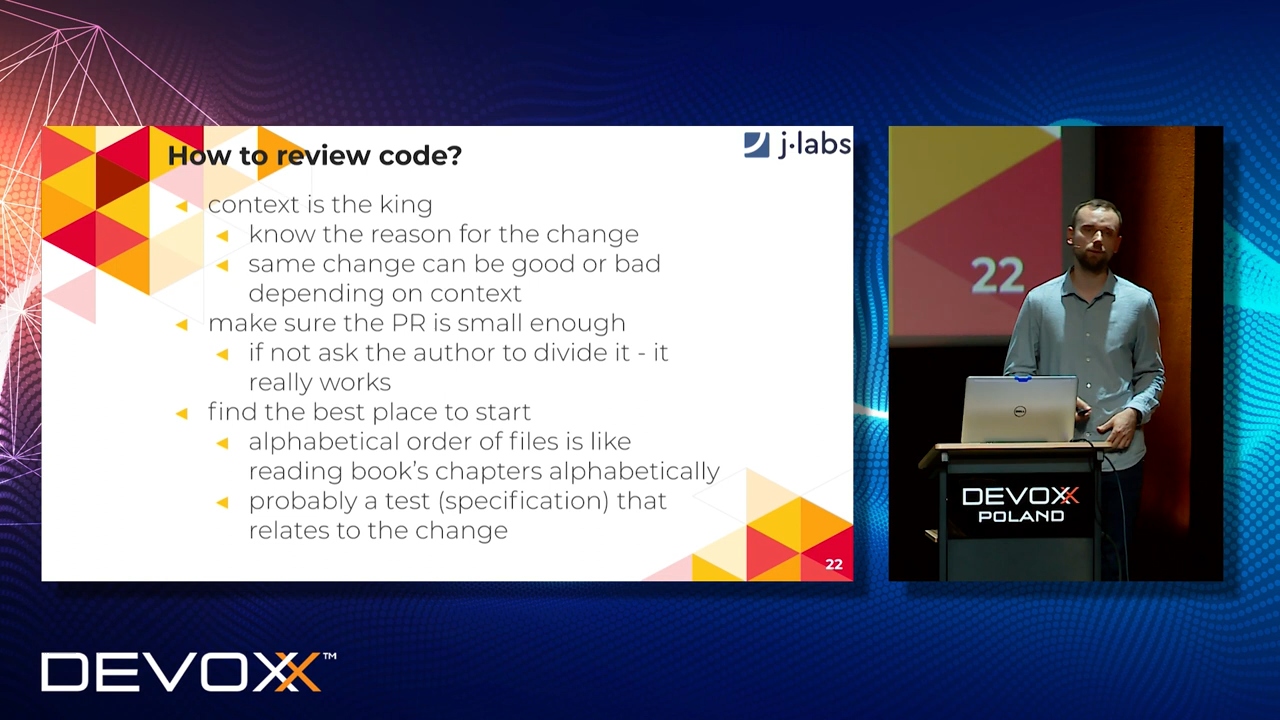 How to review code?
j·labs
context is the king
know the reason for the change
same change can be good or bad
depending on context
make sure the PR is small enough
if not ask the author to divide it - it
really works
find the best place to start
alphabetical order of files is like
reading book's chapters alphabetically
probably a test (specification) that
relates to the change
22
22
DELL
DEVOXX
POLAND
DEVOXX™